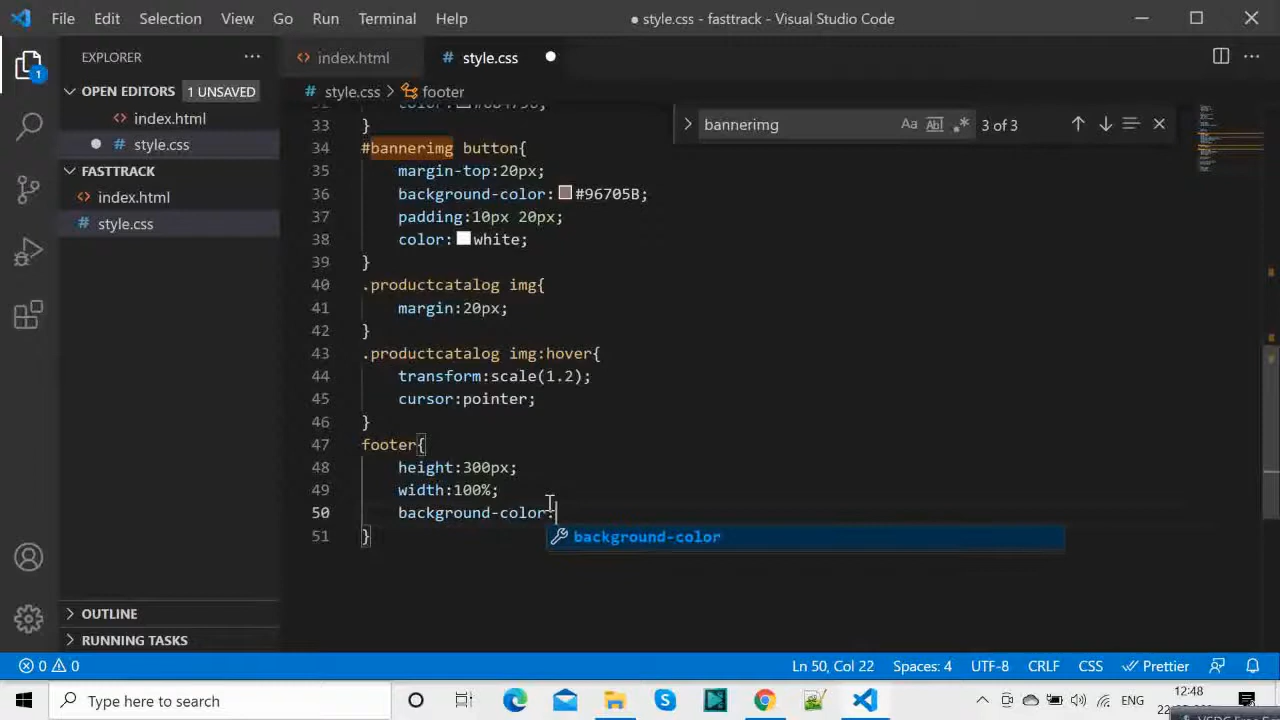 File Edit Selection View Go Run Terminal Help
● style.css - fasttrack - Visual Studio Code
EXPLORER
index.html
style.css
OPEN EDITORS
1 UNSAVED
index.html
style.css
FASTTRACK
index.html
style.css
OUTLINE
RUNNING TASKS
style.css > footer
bannerimg
Aa Ab
3 of 3
33 }
34 #bannerimg button{
35 margin-top:20px;
36 background-color: #96705B;
37 padding:10px 20px;
38 color: white;
39 }
40 .productcatalog img{
41 margin:20px;
42 }
43 .productcatalog img:hover{
44 transform:scale(1.2);
45 cursor:pointer;
46 }
47 footer{
48 height:300px;
49 width:100%;
50 background-color:
background-color
51 }
0 0
Ln 50, Col 22
Spaces: 4
UTF-8
CRLF
CSS
Prettier
Type here to search
ENG
12:48